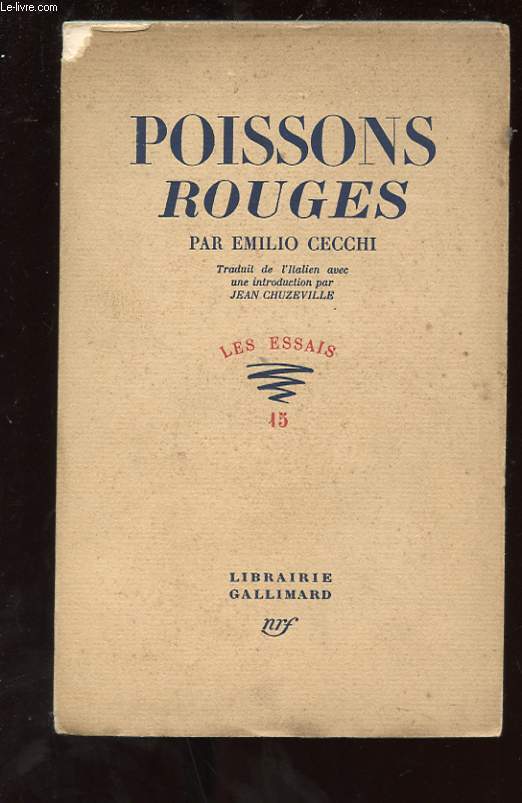 Le-livre.com
POISSONS
ROUGES
PAR EMILIO CECCHI
Traduit de l'Italien avec
une introduction par
JEAN CHUZEVILLE
LES ESSAIS
15
LIBRAIRIE
GALLIMARD
nrf